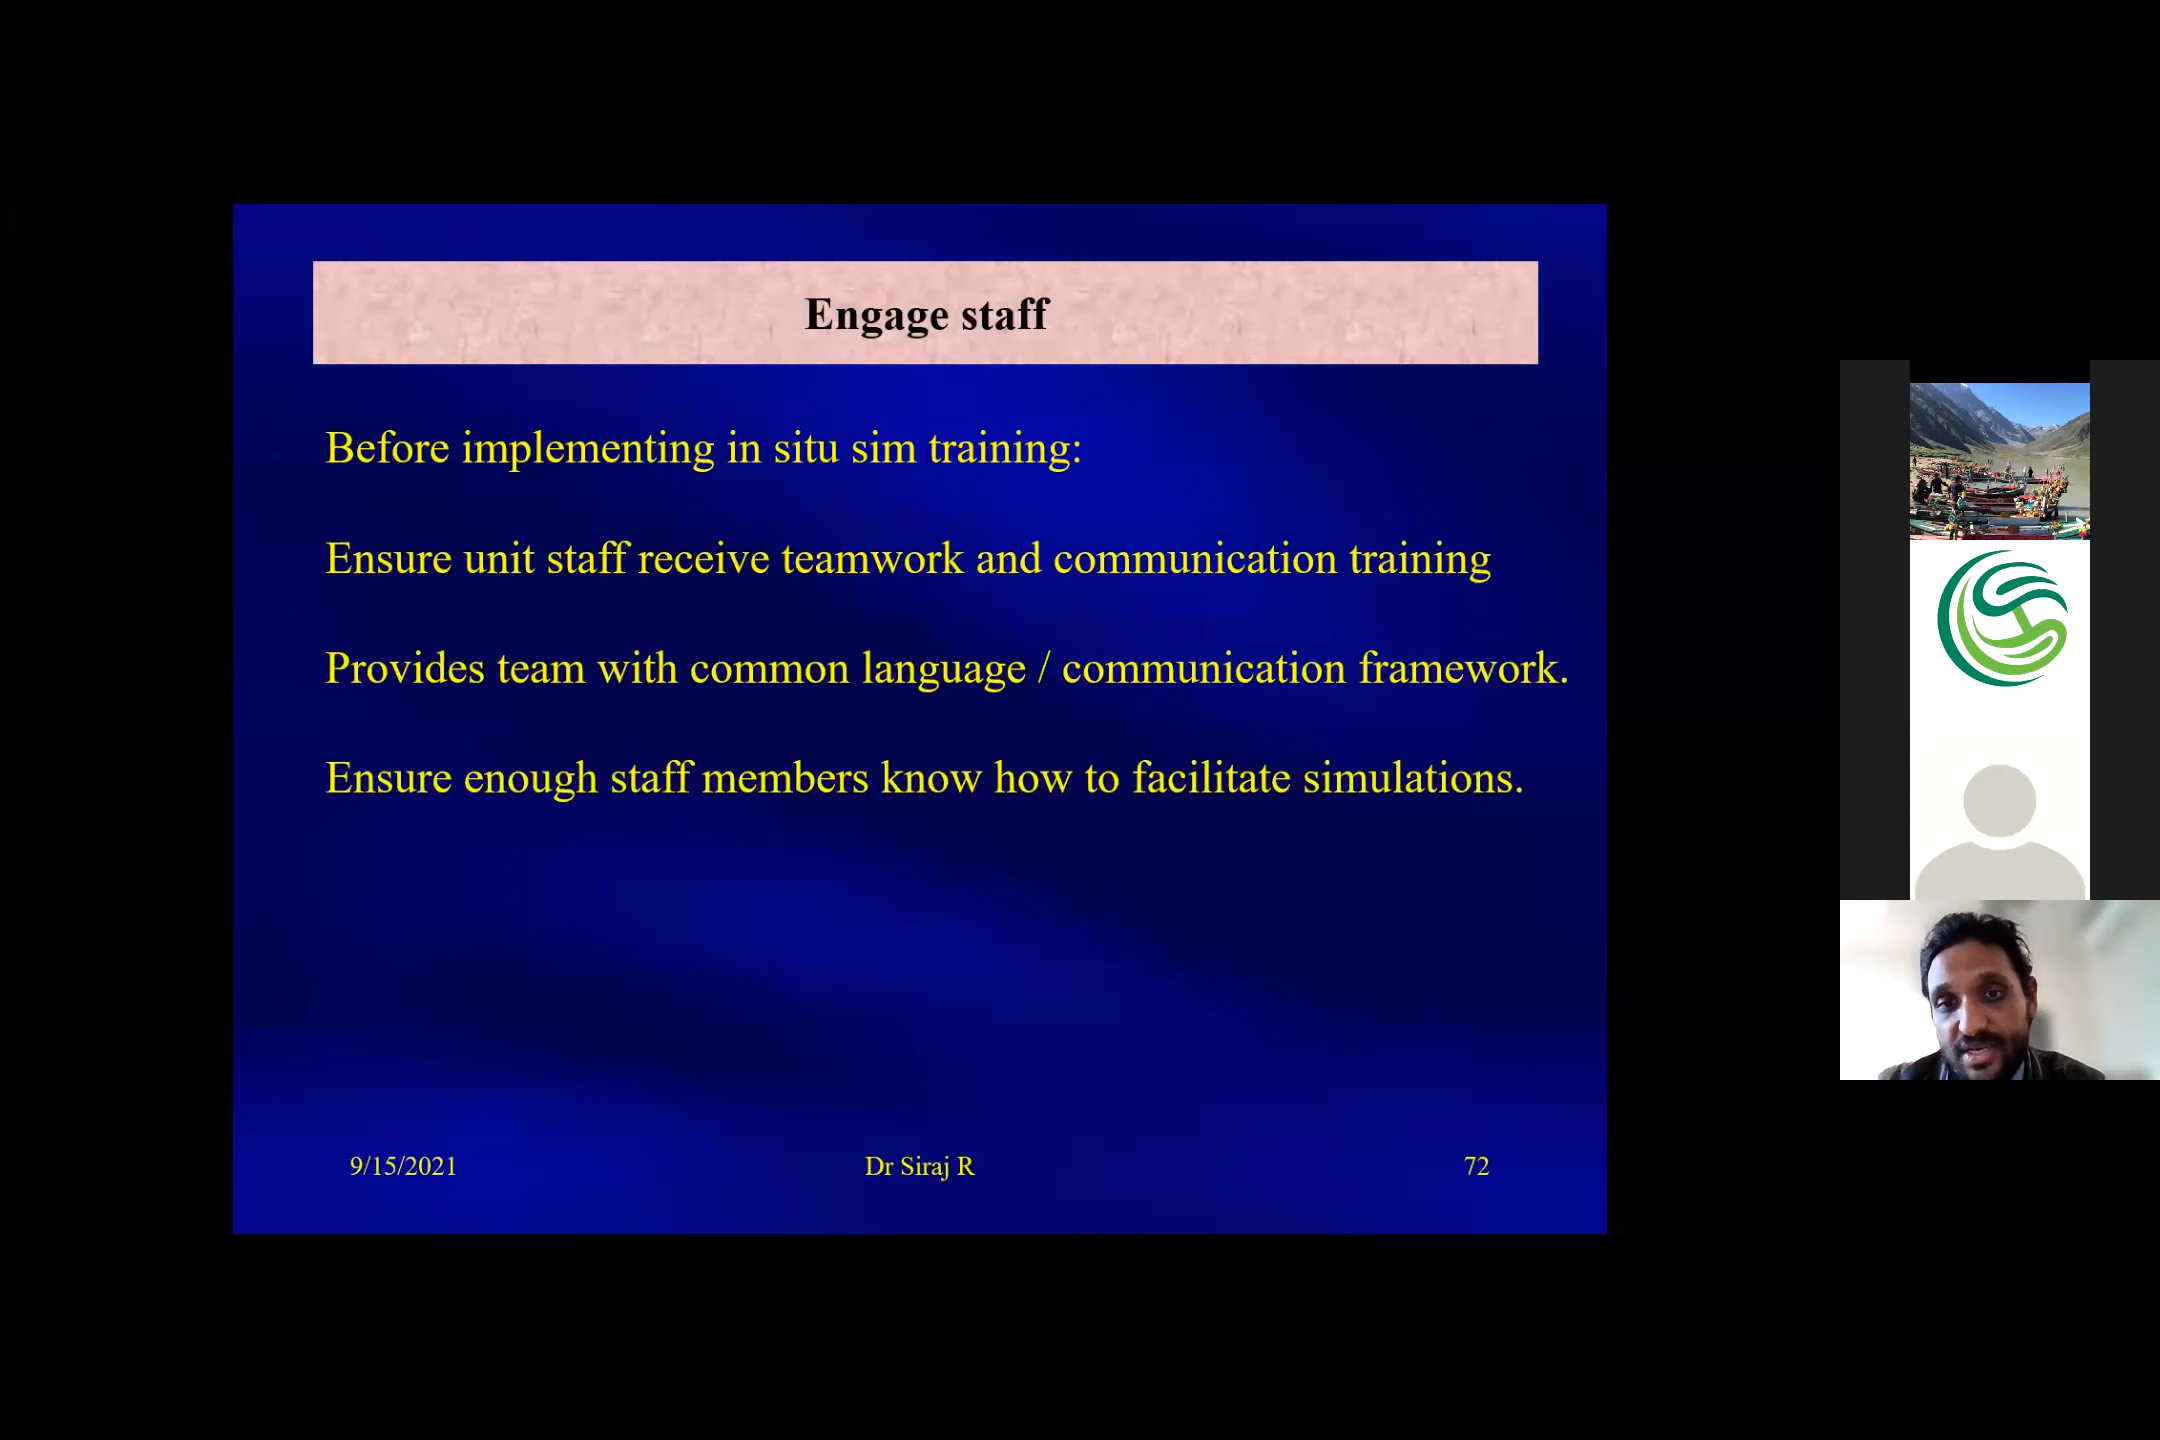 Engage staff
Before implementing in situ sim training:
Ensure unit staff receive teamwork and communication training
Provides team with common language / communication framework.
Ensure enough staff members know how to facilitate simulations.
9/15/2021
Dr Siraj R
72